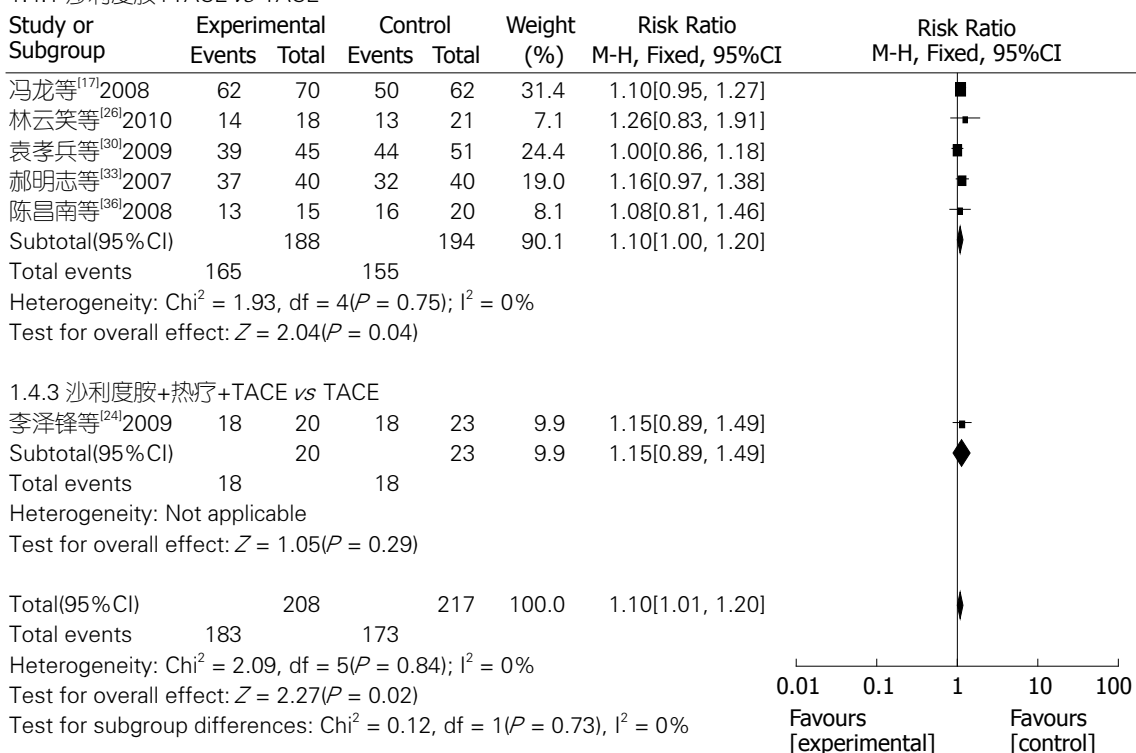 Study or Experimental Control Weight Risk Ratio Risk Ratio
Subgroup Events Total Events Total (%) M-H, Fixed, 95%CI M-H, Fixed, 95%CI
冯龙等[17]2008 62 70 50 62 31.4 1.10[0.95, 1.27]
林云笑等[26]2010 14 18 13 21 7.1 1.26[0.83, 1.91]
袁孝兵等[30]2009 39 45 44 51 24.4 1.00[0.86, 1.18]
郝明志等[33]2007 37 40 32 40 19.0 1.16[0.97, 1.38]
陈昌南等[36]2008 13 15 16 20 8.1 1.08[0.81, 1.46]
Subtotal(95%CI) 188 194 90.1 1.10[1.00, 1.20]
Total events 165 155
Heterogeneity: Chi² = 1.93, df = 4(P = 0.75); I² = 0%
Test for overall effect: Z = 2.04(P = 0.04)
1.4.3 沙利度胺+热疗+TACE vs TACE
李泽锋等[24]2009 18 20 18 23 9.9 1.15[0.89, 1.49]
Subtotal(95%CI) 20 23 9.9 1.15[0.89, 1.49]
Total events 18 18
Heterogeneity: Not applicable
Test for overall effect: Z = 1.05(P = 0.29)
Total(95%CI) 208 217 100.0 1.10[1.01, 1.20]
Total events 183 173
Heterogeneity: Chi² = 2.09, df = 5(P = 0.84); I² = 0%
Test for overall effect: Z = 2.27(P = 0.02)
Test for subgroup differences: Chi² = 0.12, df = 1(P = 0.73), I² = 0%
0.01 0.1 1 10 100
Favours Favours
[experimental] [control]